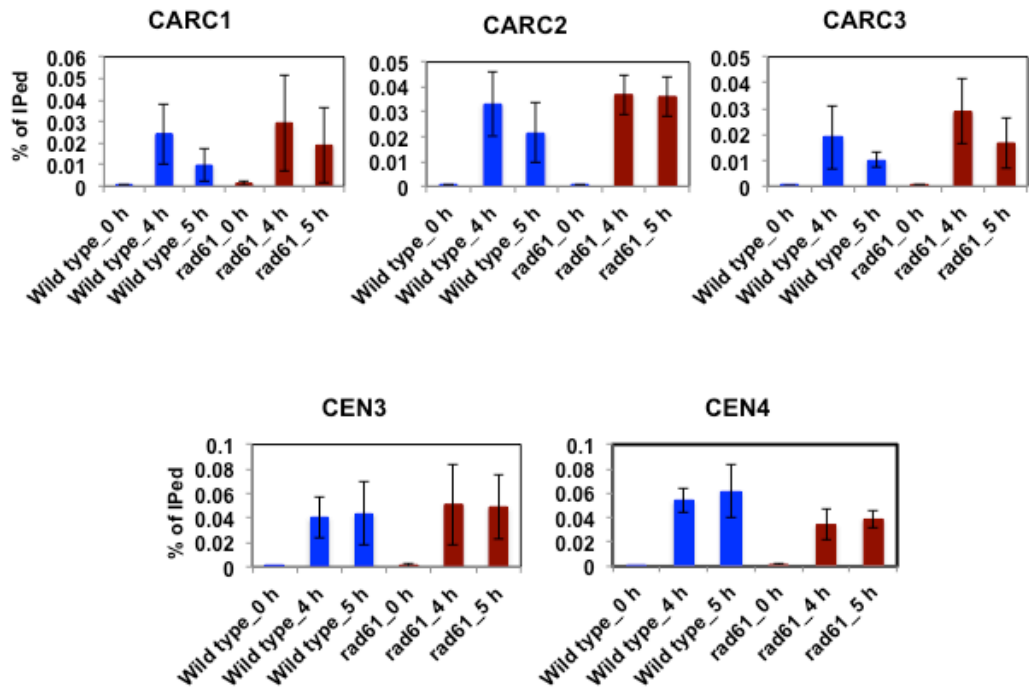 CARC1
CARC2
CARC3
% of IPed
0.06
0.05
0.04
0.03
0.02
0.01
0
Wild type_0 h
Wild type_4 h
Wild type_5 h
rad61_0 h
rad61_4 h
rad61_5 h
0.05
0.04
0.03
0.02
0.01
0
Wild type_0 h
Wild type_4 h
Wild type_5 h
rad61_0 h
rad61_4 h
rad61_5 h
0.05
0.04
0.03
0.02
0.01
0
Wild type_0 h
Wild type_4 h
Wild type_5 h
rad61_0 h
rad61_4 h
rad61_5 h
CEN3
CEN4
% of IPed
0.1
0.08
0.06
0.04
0.02
0
Wild type_0 h
Wild type_4 h
Wild type_5 h
rad61_0 h
rad61_4 h
rad61_5 h
0.1
0.08
0.06
0.04
0.02
0
Wild type_0 h
Wild type_4 h
Wild type_5 h
rad61_0 h
rad61_4 h
rad61_5 h